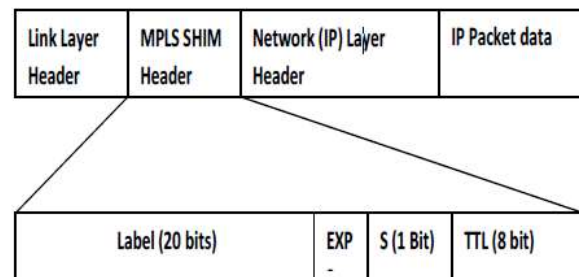 Link Layer Header
MPLS SHIM Header
Network (IP) Layer Header
IP Packet data
Label (20 bits)
EXP -
S (1 Bit)
TTL (8 bit)